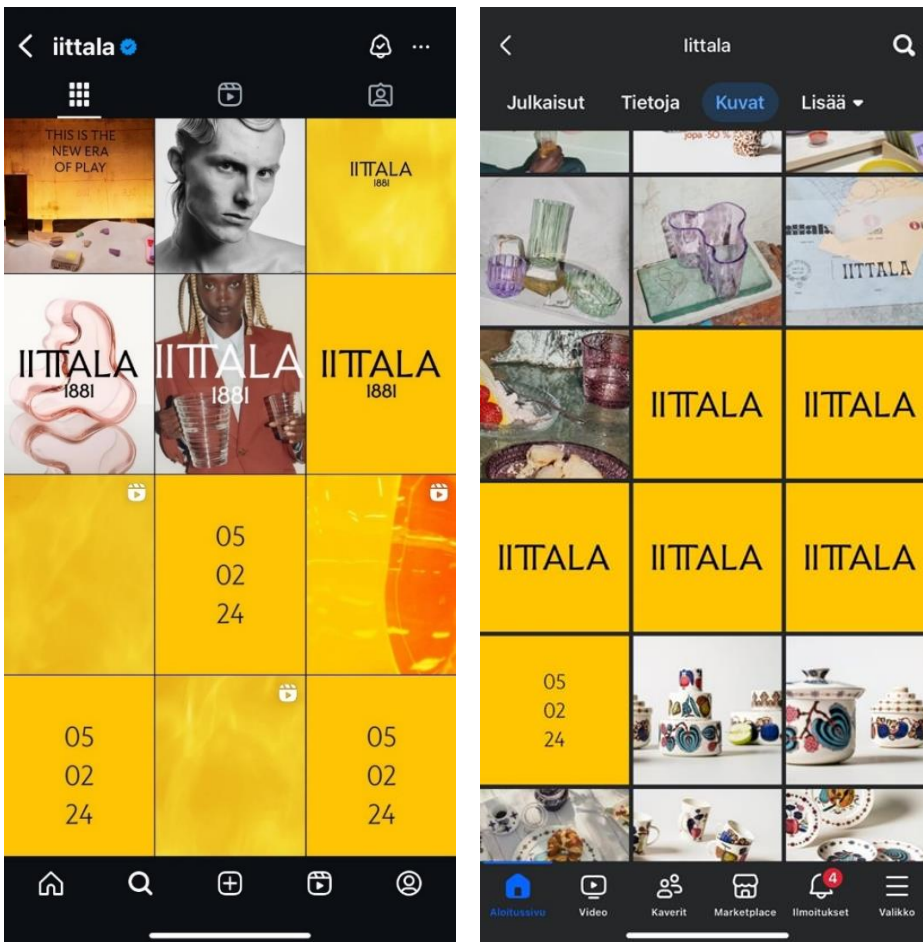 iittala
THIS IS THE
NEW ERA
OF PLAY
IITTALA
1881
IITTALA
1881
IITTALA
1881
IITTALA
1881
05
02
24
05
02
24
05
02
24
Iittala
Julkaisut Tietoja Kuvat Lisää
jopa -50 %
IITTALA
IITTALA
IITTALA
IITTALA
IITTALA
IITTALA
05
02
24
4
Aloitussivu Video Kaverit Marketplace Ilmoitukset Valikko